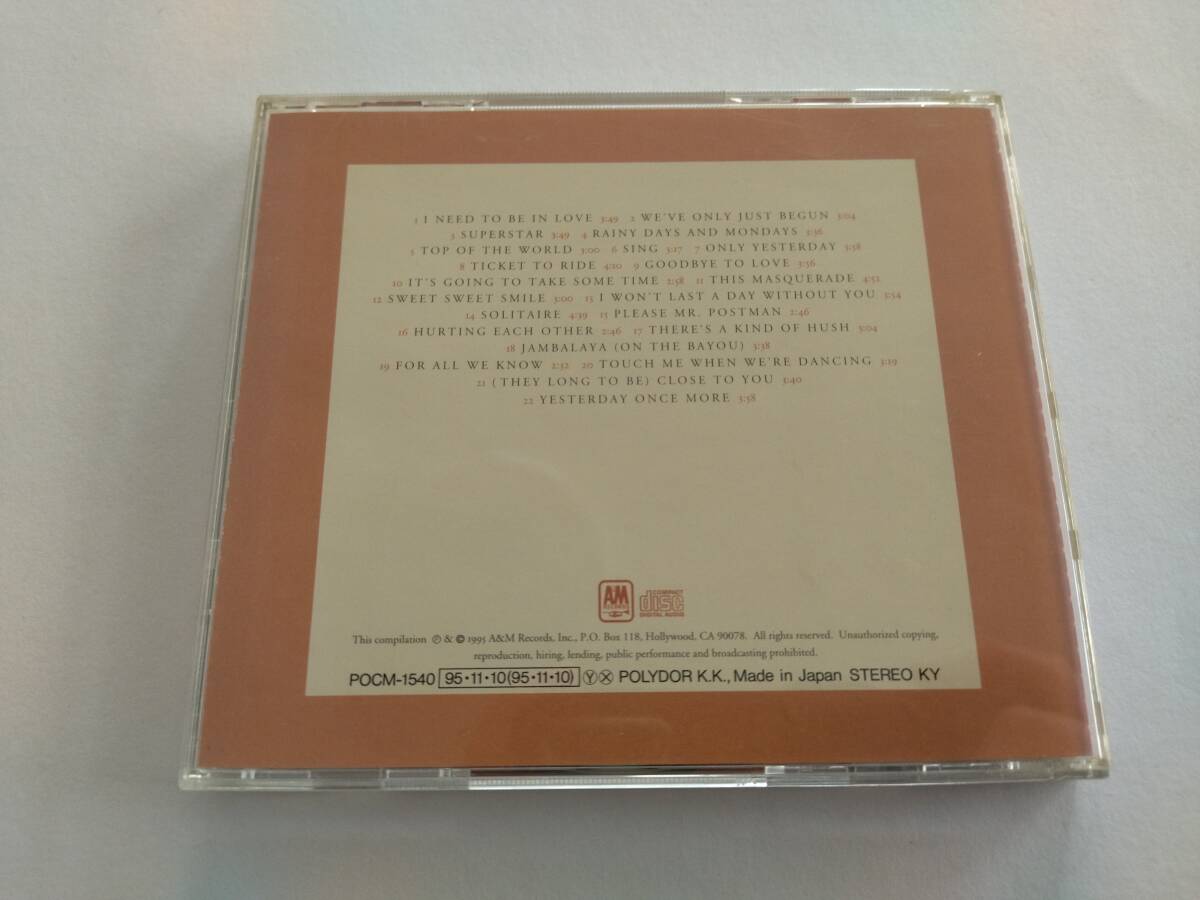 1 I NEED TO BE IN LOVE 3:49 2 WE'VE ONLY JUST BEGUN 3:04
3 SUPERSTAR 3:49 4 RAINY DAYS AND MONDAYS 3:36
5 TOP OF THE WORLD 3:00 6 SING 3:17 7 ONLY YESTERDAY 3:58
8 TICKET TO RIDE 4:10 9 GOODBYE TO LOVE 3:56
10 IT'S GOING TO TAKE SOME TIME 2:58 11 THIS MASQUERADE 4:52
12 SWEET SWEET SMILE 3:00 13 I WON'T LAST A DAY WITHOUT YOU 3:54
14 SOLITAIRE 4:39 15 PLEASE MR. POSTMAN 2:46
16 HURTING EACH OTHER 2:46 17 THERE'S A KIND OF HUSH 3:04
18 JAMBALAYA (ON THE BAYOU) 3:38
19 FOR ALL WE KNOW 2:32 20 TOUCH ME WHEN WE'RE DANCING 3:19
21 (THEY LONG TO BE) CLOSE TO YOU 3:40
22 YESTERDAY ONCE MORE 3:58
A&M RECORDS
COMPACT disc DIGITAL AUDIO
This compilation ℗ & © 1995 A&M Records, Inc., P.O. Box 118, Hollywood, CA 90078. All rights reserved. Unauthorized copying,
reproduction, hiring, lending, public performance and broadcasting prohibited.
POCM-1540 95・11・10(95・11・10) Ⓨ Ⓧ POLYDOR K.K., Made in Japan STEREO KY